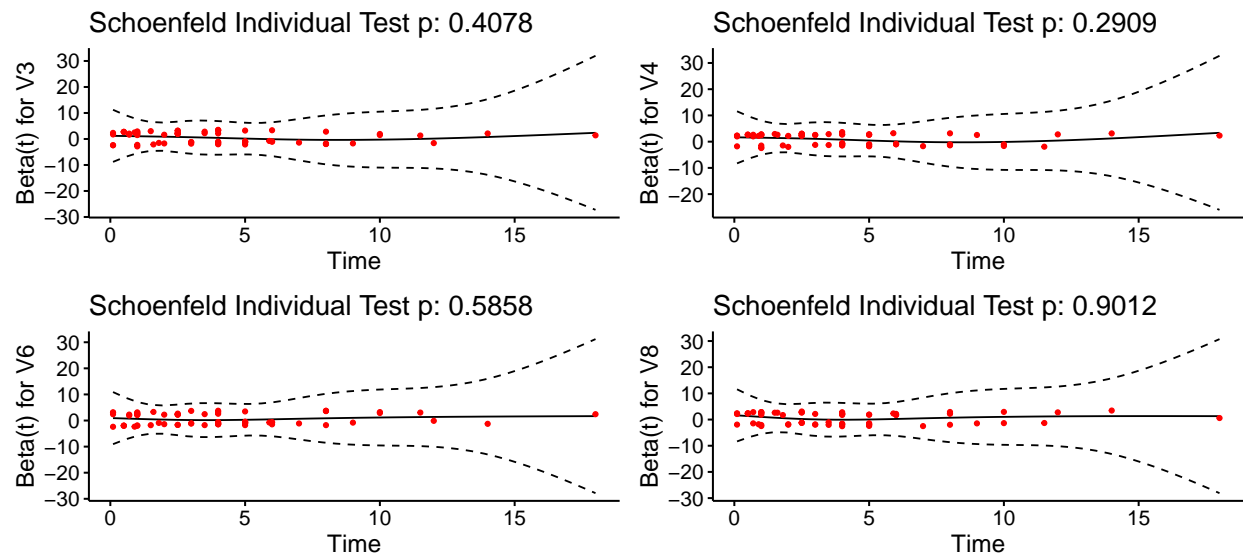 Schoenfeld Individual Test p: 0.4078
Beta(t) for V3
30
20
10
0
−10
−20
−30
0 5 10 15
Time
Schoenfeld Individual Test p: 0.2909
Beta(t) for V4
30
20
10
0
−10
−20
0 5 10 15
Time
Schoenfeld Individual Test p: 0.5858
Beta(t) for V6
30
20
10
0
−10
−20
−30
0 5 10 15
Time
Schoenfeld Individual Test p: 0.9012
Beta(t) for V8
30
20
10
0
−10
−20
−30
0 5 10 15
Time